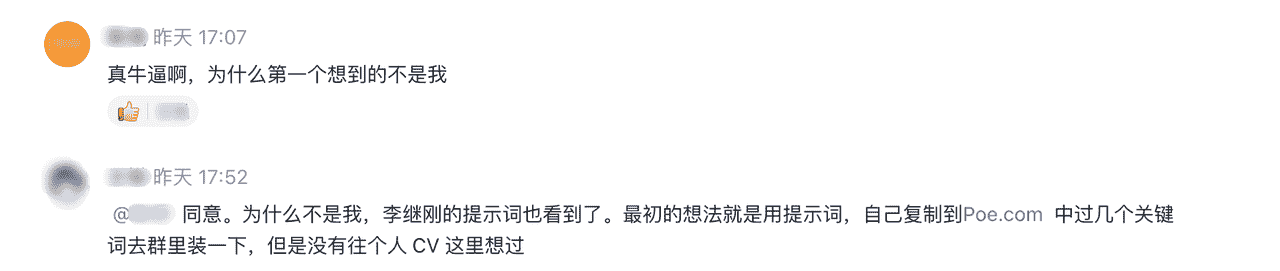 昨天 17:07
真牛逼啊，为什么第一个想到的不是我
昨天 17:52
@ 同意。为什么不是我，李继刚的提示词也看到了。最初的想法就是用提示词，自己复制到Poe.com 中过几个关键
词去群里装一下，但是没有往个人 CV 这里想过